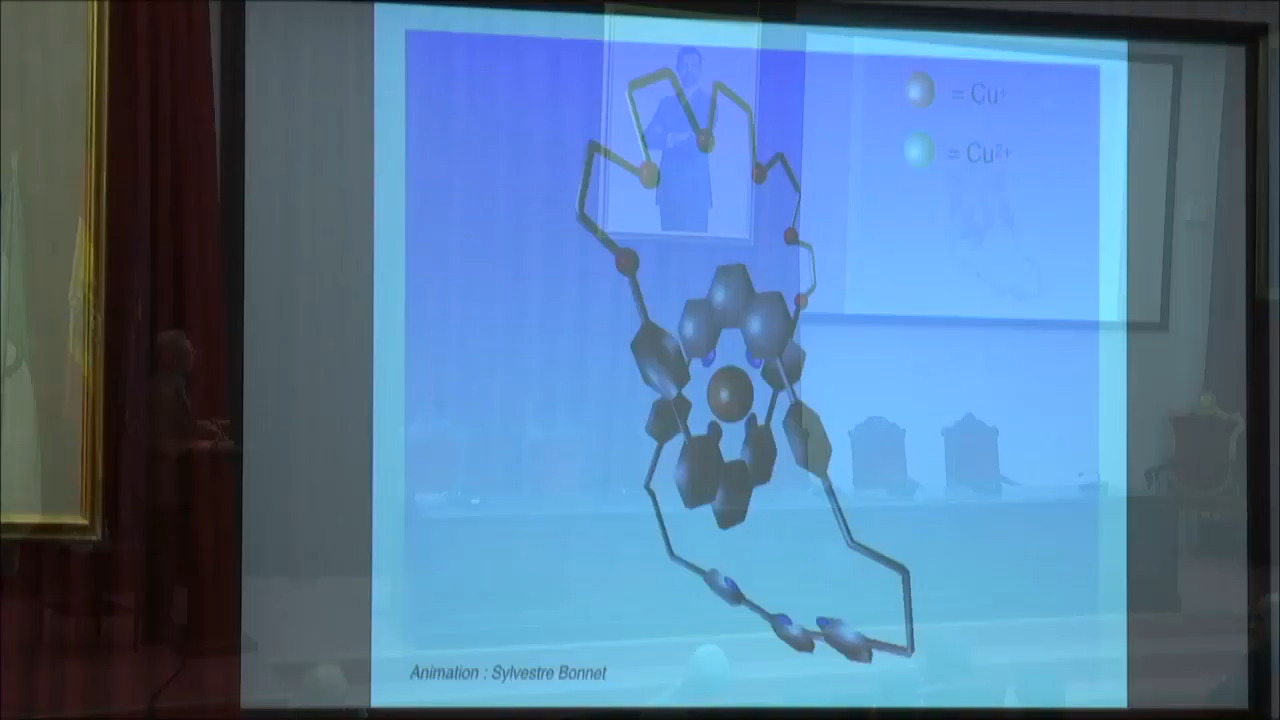 = Cu⁺
= Cu²⁺
Animation : Sylvestre Bonnet